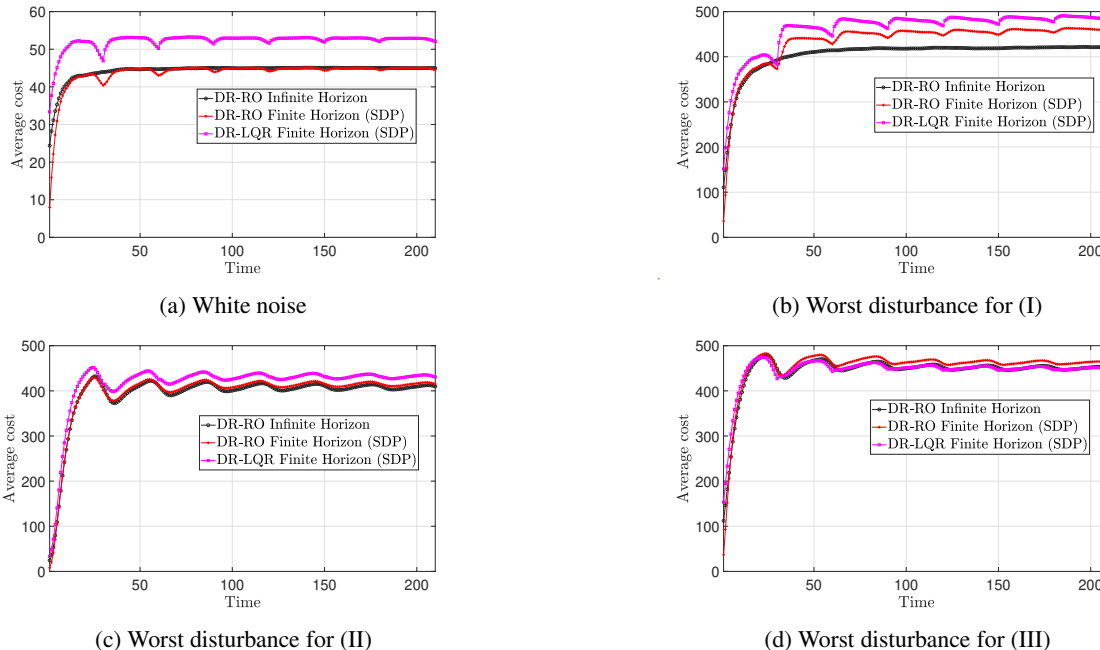 60
50
40
30
20
10
0
50
100
150
200
Average cost
Time
DR-RO Infinite Horizon
DR-RO Finite Horizon (SDP)
DR-LQR Finite Horizon (SDP)
(a) White noise
500
400
300
200
100
0
50
100
150
200
Average cost
Time
DR-RO Infinite Horizon
DR-RO Finite Horizon (SDP)
DR-LQR Finite Horizon (SDP)
(b) Worst disturbance for (I)
500
400
300
200
100
0
50
100
150
200
Average cost
Time
DR-RO Infinite Horizon
DR-RO Finite Horizon (SDP)
DR-LQR Finite Horizon (SDP)
(c) Worst disturbance for (II)
500
400
300
200
100
0
50
100
150
200
Average cost
Time
DR-RO Infinite Horizon
DR-RO Finite Horizon (SDP)
DR-LQR Finite Horizon (SDP)
(d) Worst disturbance for (III)